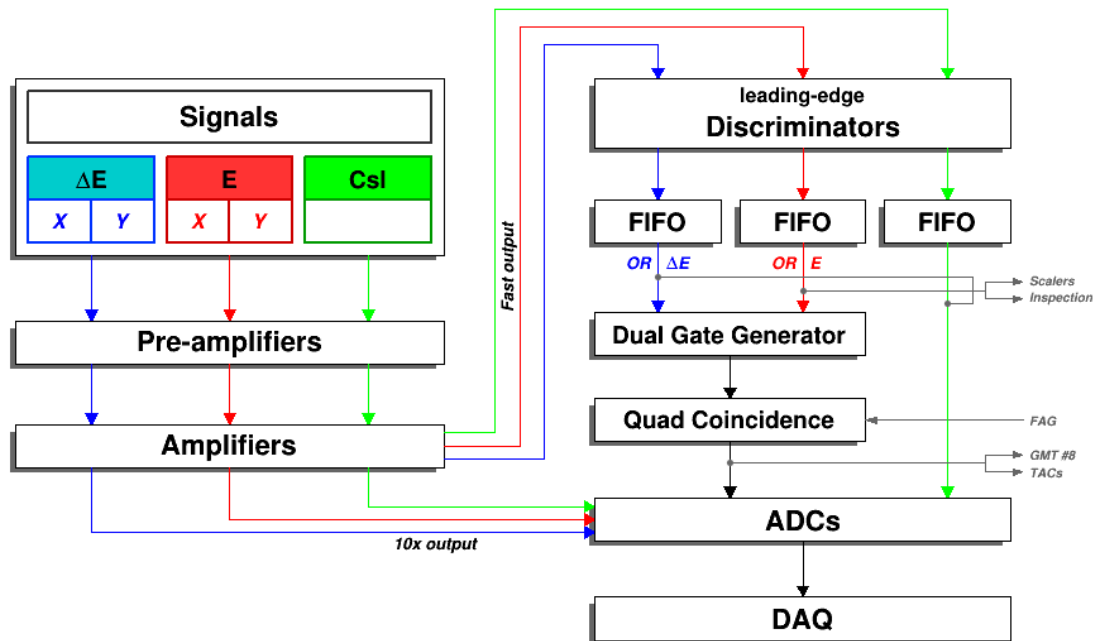 Signals
ΔE
E
CsI
X
Y
X
Y
Pre-amplifiers
Amplifiers
10x output
Fast output
leading-edge
Discriminators
FIFO
FIFO
FIFO
OR ΔE
OR E
Scalers
Inspection
Dual Gate Generator
Quad Coincidence
FAG
GMT #8
TACs
ADCs
DAQ